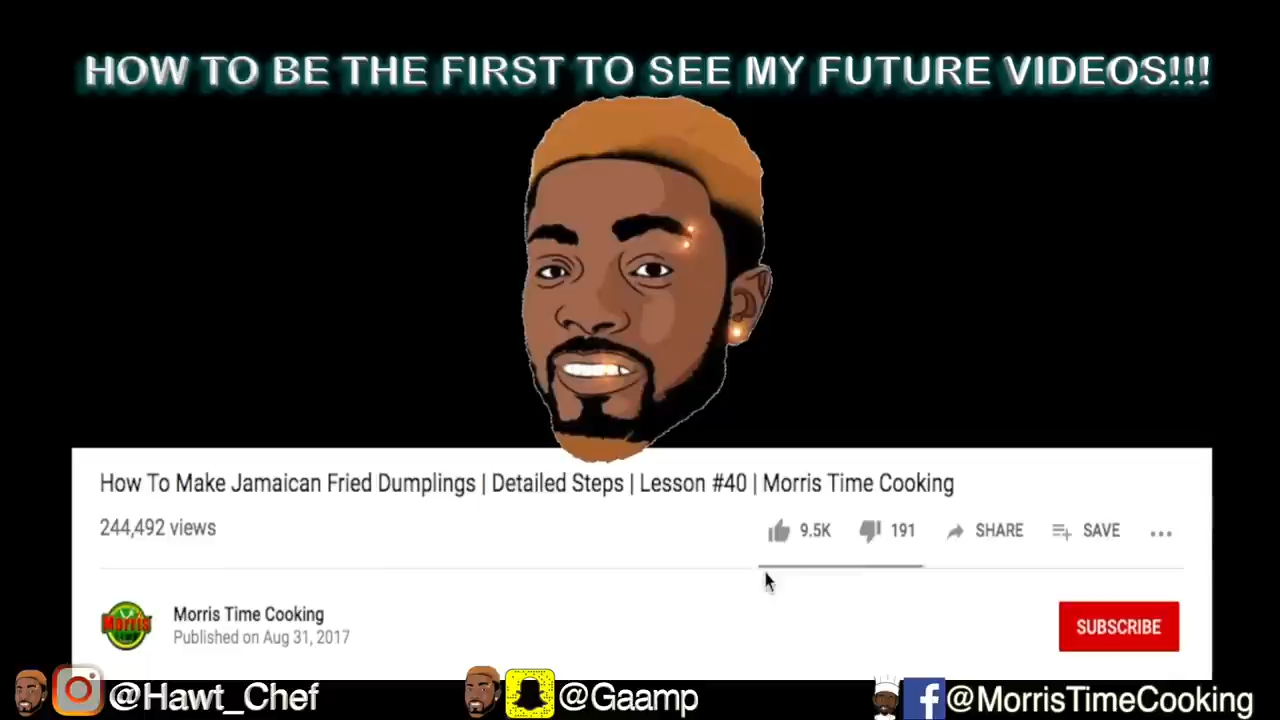 HOW TO BE THE FIRST TO SEE MY FUTURE VIDEOS!!!
How To Make Jamaican Fried Dumplings | Detailed Steps | Lesson #40 | Morris Time Cooking
244,492 views
9.5K 191 SHARE SAVE
Morris
Morris Time Cooking
Published on Aug 31, 2017
SUBSCRIBE
@Hawt_Chef @Gaamp @MorrisTimeCooking